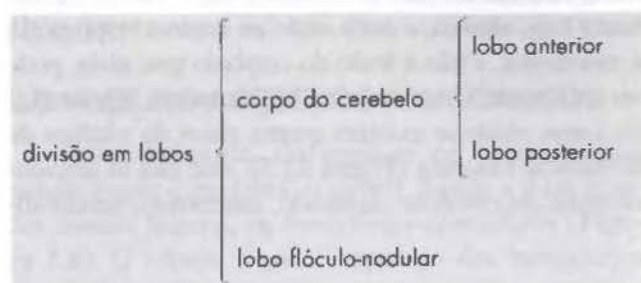 lobo anterior
corpo do cerebelo
divisão em lobos
lobo posterior
lobo flóculo-nodular